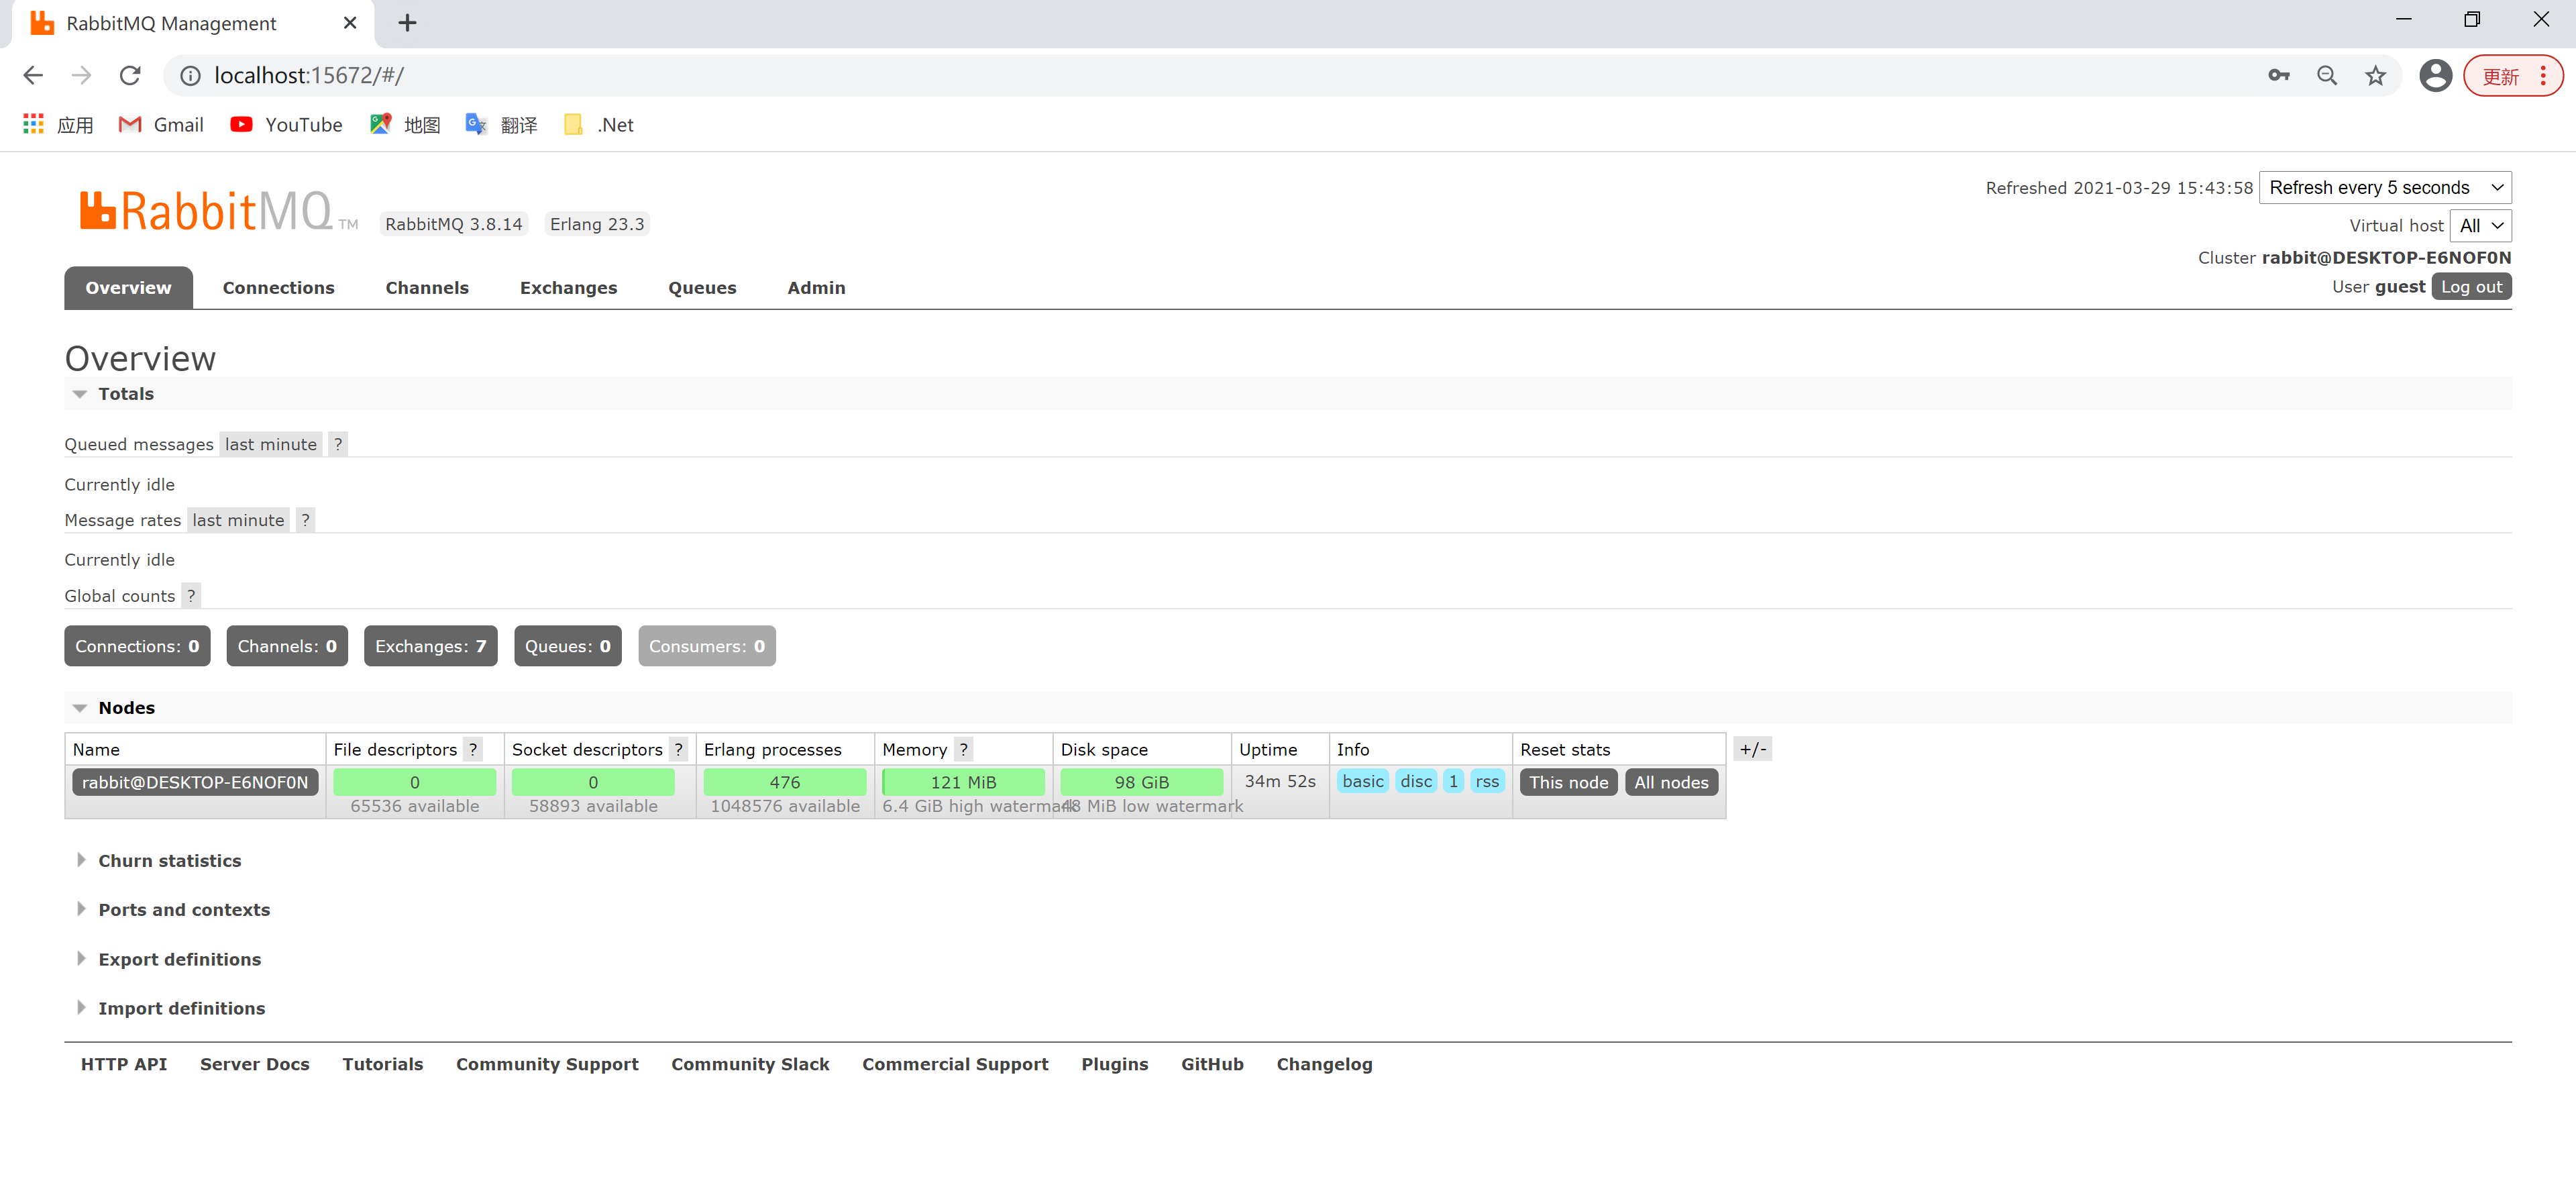 RabbitMQ Management
localhost:15672/#/
更新
应用 Gmail YouTube 地图 翻译 .Net
RabbitMQ TM RabbitMQ 3.8.14 Erlang 23.3
Refreshed 2021-03-29 15:43:58 Refresh every 5 seconds
Virtual host All
Cluster rabbit@DESKTOP-E6NOF0N
User guest Log out
Overview Connections Channels Exchanges Queues Admin
Overview
Totals
Queued messages last minute ?
Currently idle
Message rates last minute ?
Currently idle
Global counts ?
Connections: 0 Channels: 0 Exchanges: 7 Queues: 0 Consumers: 0
Nodes
Name File descriptors ? Socket descriptors ? Erlang processes Memory ? Disk space Uptime Info Reset stats +/-
rabbit@DESKTOP-E6NOF0N 0 0 476 121 MiB 98 GiB 34m 52s basic disc 1 rss This node All nodes
65536 available 58893 available 1048576 available 6.4 GiB high watermark 48 MiB low watermark
Churn statistics
Ports and contexts
Export definitions
Import definitions
HTTP API Server Docs Tutorials Community Support Community Slack Commercial Support Plugins GitHub Changelog